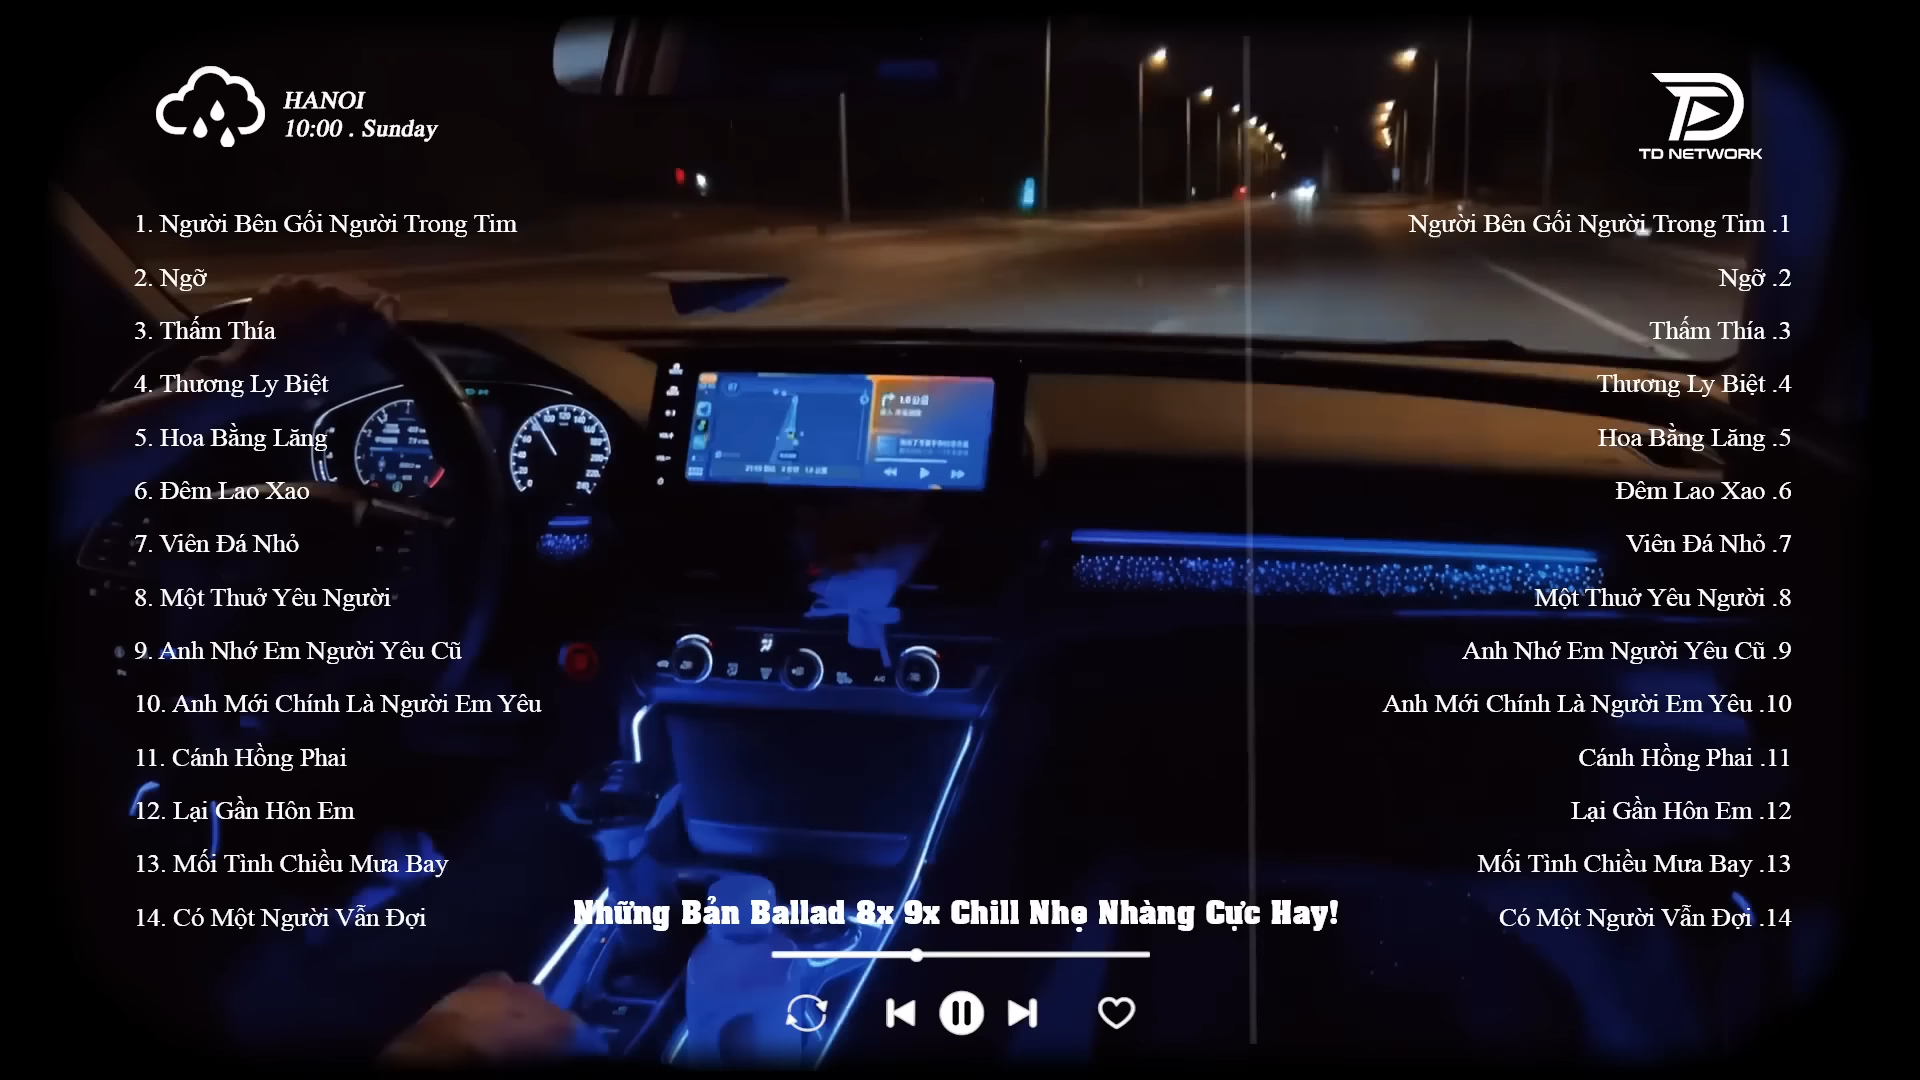 HANOI
10:00 . Sunday
TD NETWORK
1. Người Bên Gối Người Trong Tim
2. Ngỡ
3. Thấm Thía
4. Thương Ly Biệt
5. Hoa Bằng Lăng
6. Đêm Lao Xao
7. Viên Đá Nhỏ
8. Một Thuở Yêu Người
9. Anh Nhớ Em Người Yêu Cũ
10. Anh Mới Chính Là Người Em Yêu
11. Cánh Hồng Phai
12. Lại Gần Hôn Em
13. Mối Tình Chiều Mưa Bay
14. Có Một Người Vẫn Đợi
Người Bên Gối Người Trong Tim .1
Ngỡ .2
Thấm Thía .3
Thương Ly Biệt .4
Hoa Bằng Lăng .5
Đêm Lao Xao .6
Viên Đá Nhỏ .7
Một Thuở Yêu Người .8
Anh Nhớ Em Người Yêu Cũ .9
Anh Mới Chính Là Người Em Yêu .10
Cánh Hồng Phai .11
Lại Gần Hôn Em .12
Mối Tình Chiều Mưa Bay .13
Có Một Người Vẫn Đợi .14
Những Bản Ballad 8x 9x Chill Nhẹ Nhàng Cực Hay!